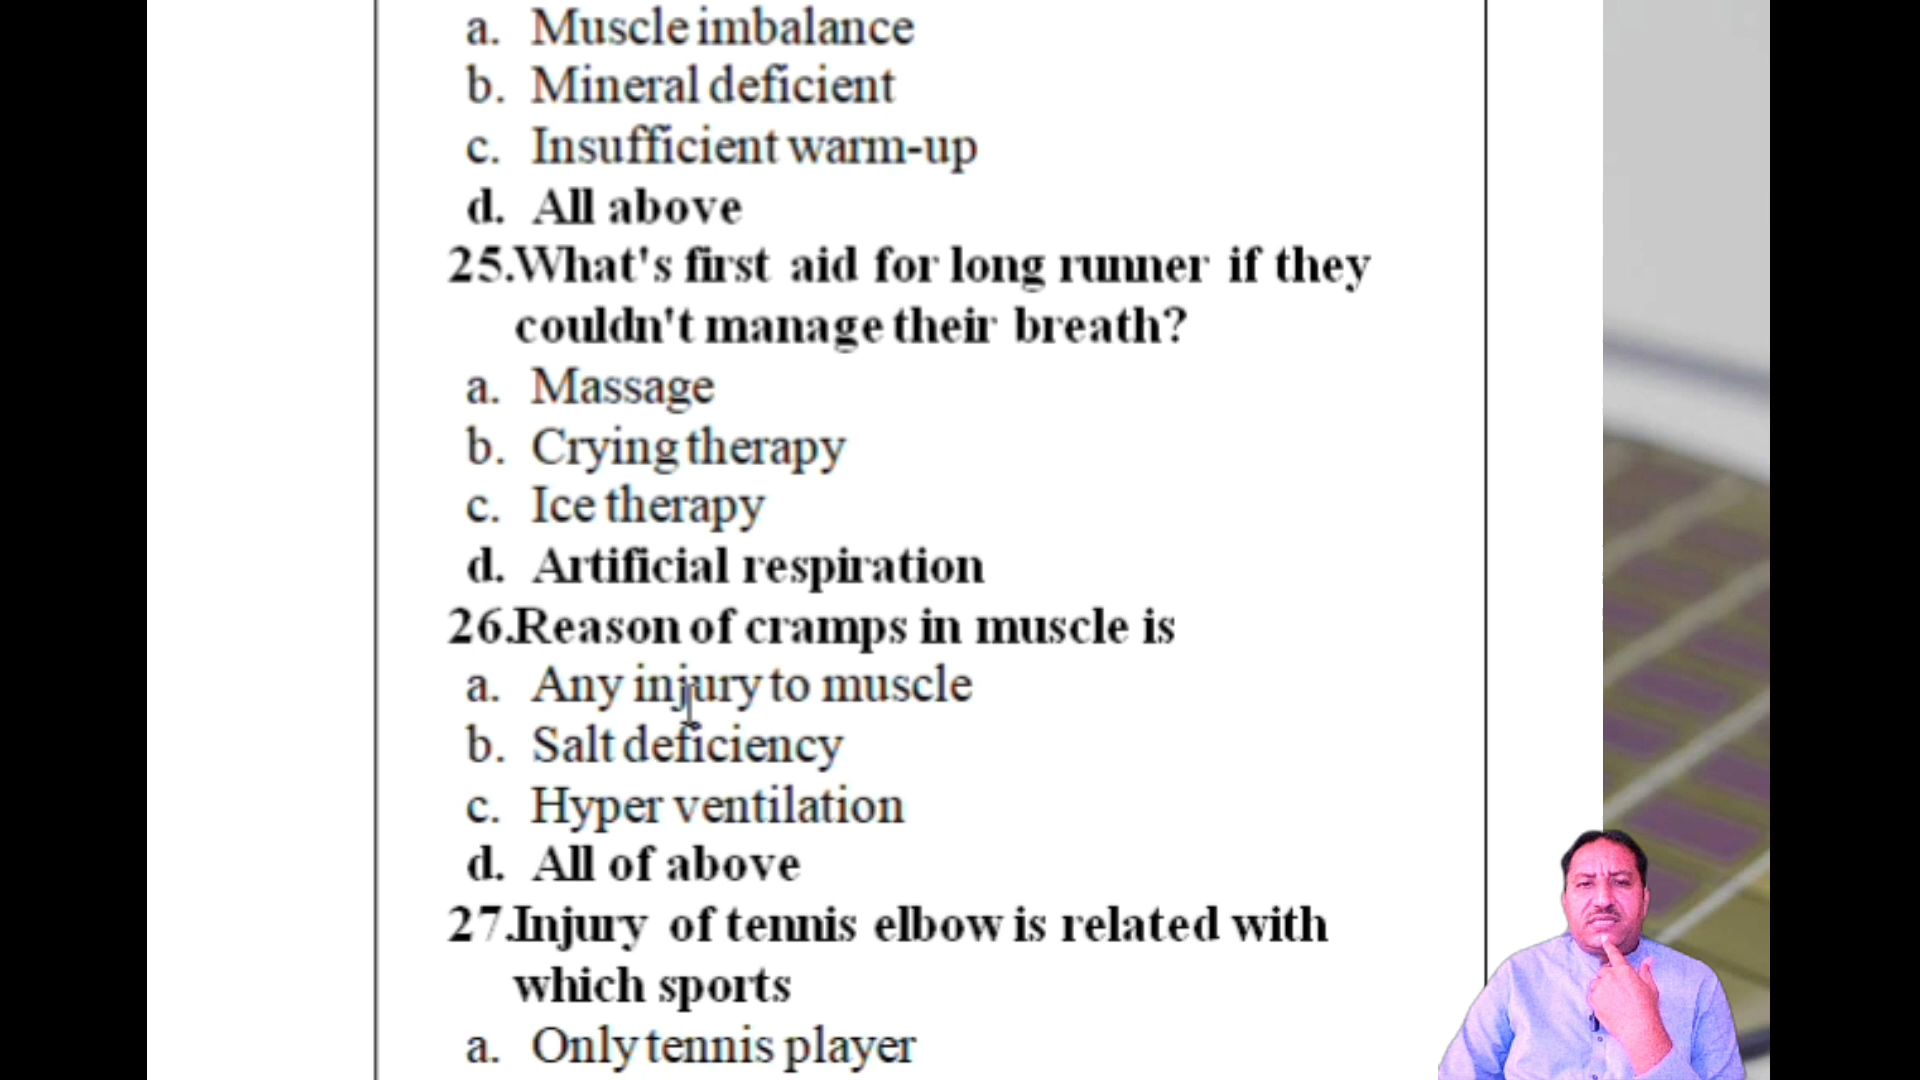 a. Muscle imbalance
b. Mineral deficient
c. Insufficient warm-up
d. All above
25.What's first aid for long runner if they
couldn't manage their breath?
a. Massage
b. Crying therapy
c. Ice therapy
d. Artificial respiration
26.Reason of cramps in muscle is
a. Any injury to muscle
b. Salt deficiency
c. Hyper ventilation
d. All of above
27.Injury of tennis elbow is related with
which sports
a. Only tennis player